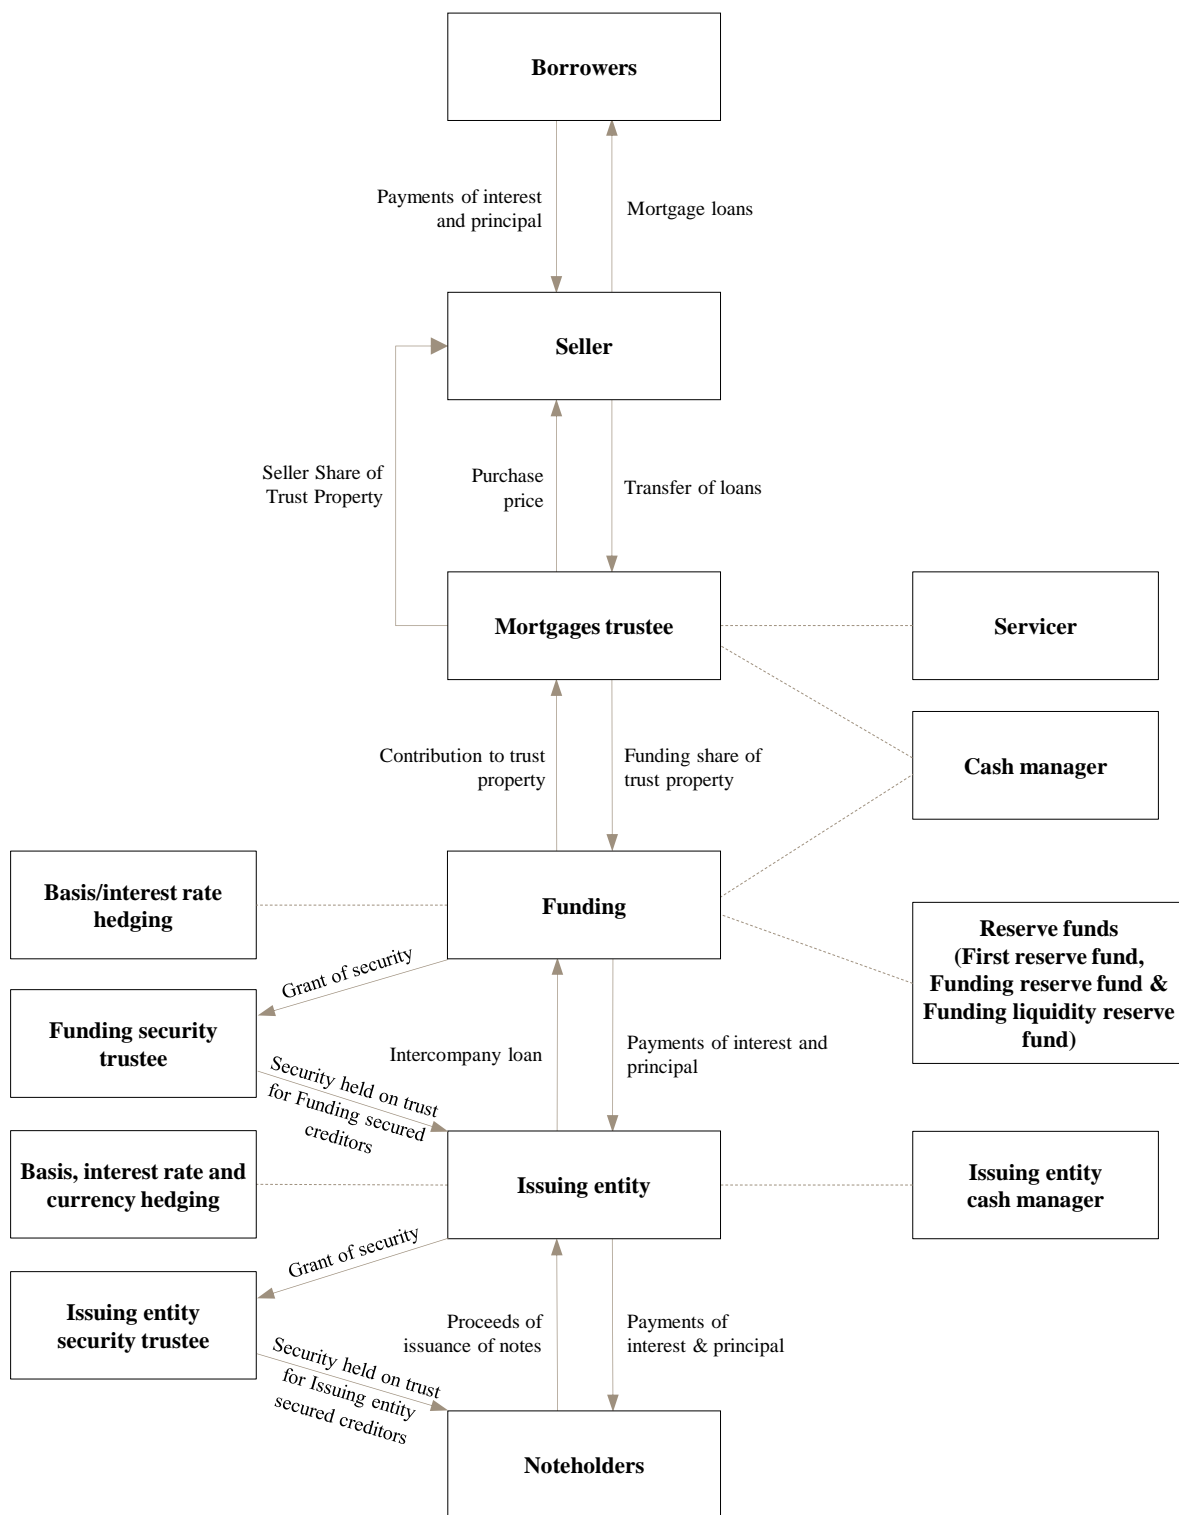 Borrowers
Payments of interest
and principal
Mortgage loans
Seller
Seller Share of
Trust Property
Purchase
price
Transfer of loans
Mortgages trustee
Servicer
Contribution to trust
property
Funding share of
trust property
Cash manager
Basis/interest rate
hedging
Funding
Reserve funds
(First reserve fund,
Funding reserve fund &
Funding liquidity reserve
fund)
Grant of security
Funding security
trustee
Security held on trust
for Funding secured
creditors
Intercompany loan
Payments of interest and
principal
Basis, interest rate and
currency hedging
Issuing entity
Issuing entity
cash manager
Grant of security
Issuing entity
security trustee
Security held on trust
for Issuing entity
secured creditors
Proceeds of
issuance of notes
Payments of
interest & principal
Noteholders